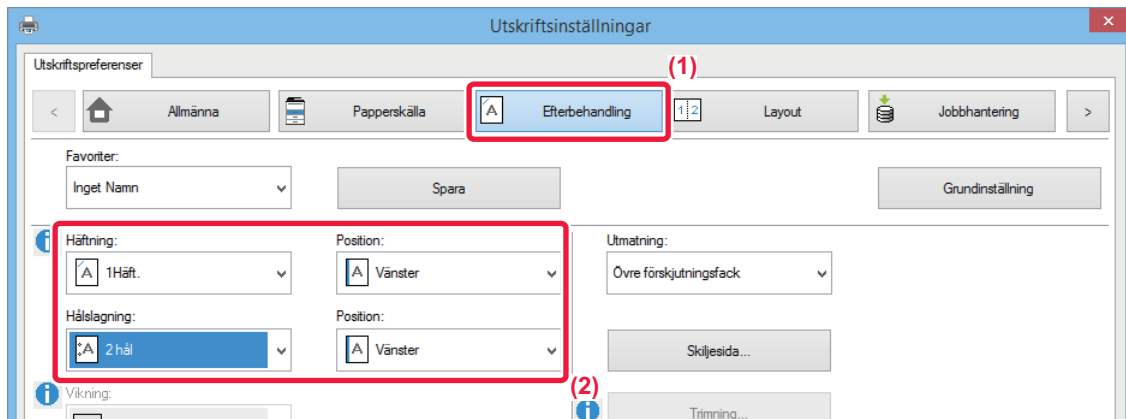 Utskriftsinställningar
Utskriftspreferenser
(1)
< Allmänna Papperskälla A Efterbehandling 1 2 Layout Jobbhantering >
Favoriter:
Inget Namn Spara Grundinställning
Häftning: Position: Utmatning:
A 1Häft. A Vänster Övre förskjutningsfack
Hålslagning: Position:
A 2 hål A Vänster Skiljesida...
(2)
Vikning:
Trimning...